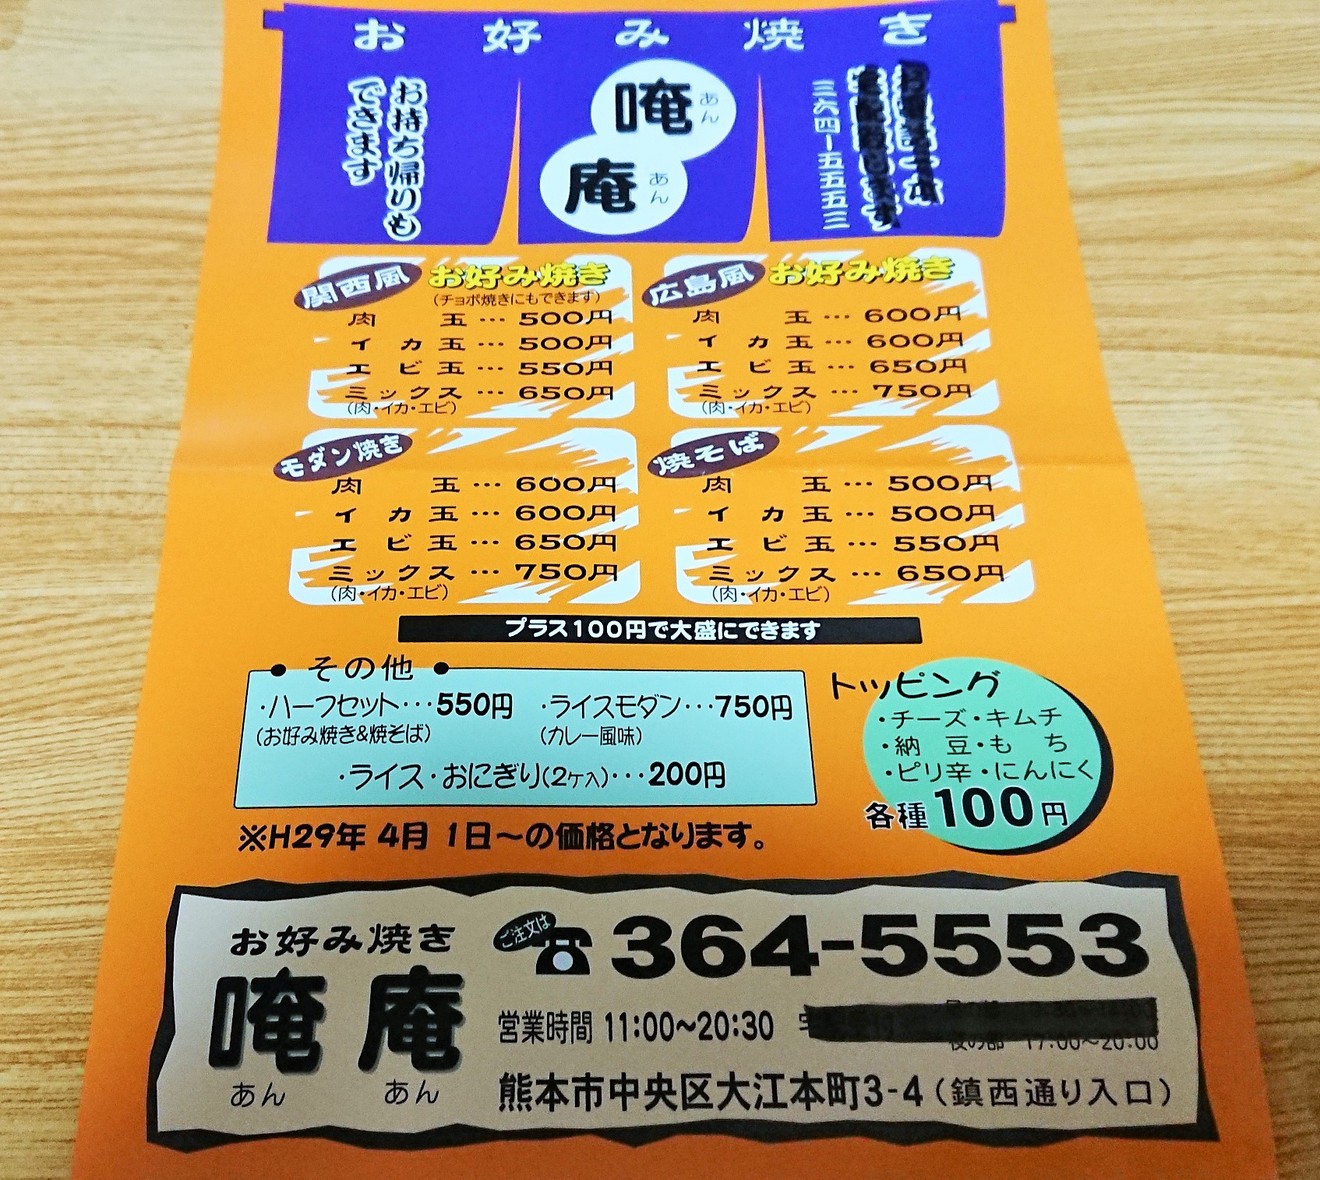 お好み焼き
お持ち帰りも
できます
唵 あん
庵 あん
三六四ー五五五三
関西風 お好み焼き
(チョボ焼きにもできます)
肉玉…500円
イカ玉…500円
エビ玉…550円
ミックス…650円
(肉・イカ・エビ)
広島風 お好み焼き
肉玉…600円
イカ玉…600円
エビ玉…650円
ミックス…750円
(肉・イカ・エビ)
モダン焼き
肉玉…600円
イカ玉…600円
エビ玉…650円
ミックス…750円
(肉・イカ・エビ)
焼そば
肉玉…500円
イカ玉…500円
エビ玉…550円
ミックス…650円
(肉・イカ・エビ)
プラス100円で大盛にできます
● その他 ●
・ハーフセット…550円
(お好み焼き&焼そば)
・ライスモダン…750円
(カレー風味)
・ライス・おにぎり(2ケ入)…200円
トッピング
・チーズ・キムチ
・納豆・もち
・ピリ辛・にんにく
各種100円
※H29年 4月 1日〜の価格となります。
お好み焼き
唵庵
あん あん
ご注文は ☎364-5553
営業時間 11:00〜20:30
夜の部 17:00〜20:00
熊本市中央区大江本町3-4(鎮西通り入口)